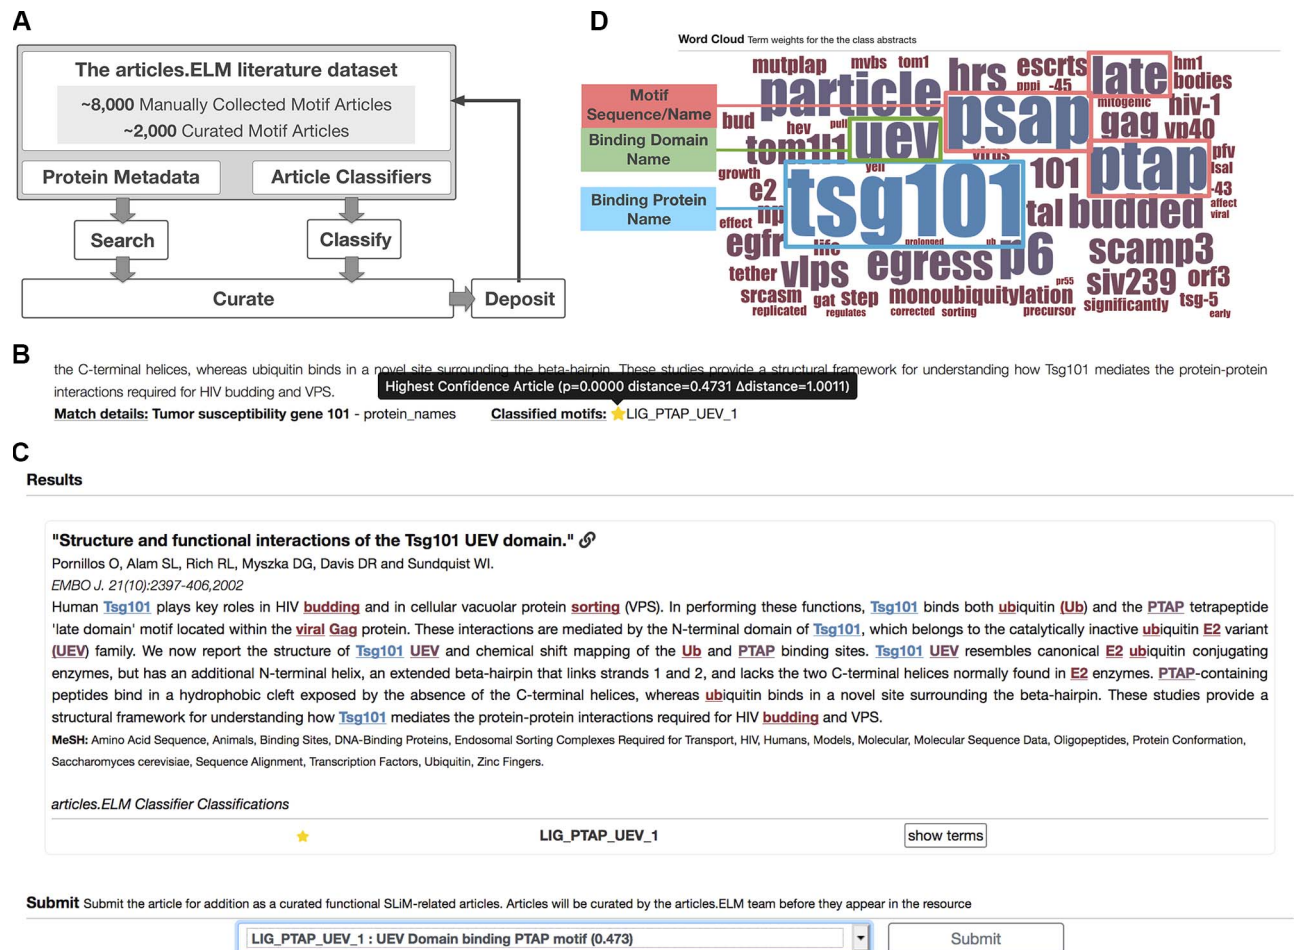 A
The articles.ELM literature dataset
~8,000 Manually Collected Motif Articles
~2,000 Curated Motif Articles
Protein Metadata
Article Classifiers
Search
Classify
Curate
Deposit
D
Word Cloud Term weights for the the class abstracts
Motif
Sequence/Name
Binding Domain
Name
Binding Protein
Name
mutplap
mvbs
tom1
hrs
escrts
late
hm1
bodies
particle
pppi
-45
mitogenic
hiv-1
bud
hev
pull
uev
psap
gag
vp40
tom1l1
virus
ptap
pfv
lsal
growth
yell
101
-43
e2
tsg101
affect
viral
effect
np
tal
budded
egfr
life
prolonged
ub
p6
scamp3
tether
vlps
egress
siv239
orf3
pr55
srcasm
gat
step
monoubiquitylation
significantly
tsg-5
replicated
regulates
corrected
sorting
precursor
early
B
the C-terminal helices, whereas ubiquitin binds in a novel site surrounding the beta-hairpin. These studies provide a structural framework for understanding how Tsg101 mediates the protein-protein
interactions required for HIV budding and VPS.
Highest Confidence Article (p=0.0000 distance=0.4731 Δdistance=1.0011)
Match details: Tumor susceptibility gene 101 - protein_names Classified motifs: ⭐LIG_PTAP_UEV_1
C
Results
"Structure and functional interactions of the Tsg101 UEV domain."
Pornillos O, Alam SL, Rich RL, Myszka DG, Davis DR and Sundquist WI.
EMBO J. 21(10):2397-406,2002
Human Tsg101 plays key roles in HIV budding and in cellular vacuolar protein sorting (VPS). In performing these functions, Tsg101 binds both ubiquitin (Ub) and the PTAP tetrapeptide
'late domain' motif located within the viral Gag protein. These interactions are mediated by the N-terminal domain of Tsg101, which belongs to the catalytically inactive ubiquitin E2 variant
(UEV) family. We now report the structure of Tsg101 UEV and chemical shift mapping of the Ub and PTAP binding sites. Tsg101 UEV resembles canonical E2 ubiquitin conjugating
enzymes, but has an additional N-terminal helix, an extended beta-hairpin that links strands 1 and 2, and lacks the two C-terminal helices normally found in E2 enzymes. PTAP-containing
peptides bind in a hydrophobic cleft exposed by the absence of the C-terminal helices, whereas ubiquitin binds in a novel site surrounding the beta-hairpin. These studies provide a
structural framework for understanding how Tsg101 mediates the protein-protein interactions required for HIV budding and VPS.
MeSH: Amino Acid Sequence, Animals, Binding Sites, DNA-Binding Proteins, Endosomal Sorting Complexes Required for Transport, HIV, Humans, Models, Molecular, Molecular Sequence Data, Oligopeptides, Protein Conformation,
Saccharomyces cerevisiae, Sequence Alignment, Transcription Factors, Ubiquitin, Zinc Fingers.
articles.ELM Classifier Classifications
LIG_PTAP_UEV_1
show terms
Submit Submit the article for addition as a curated functional SLiM-related articles. Articles will be curated by the articles.ELM team before they appear in the resource
LIG_PTAP_UEV_1 : UEV Domain binding PTAP motif (0.473)
Submit